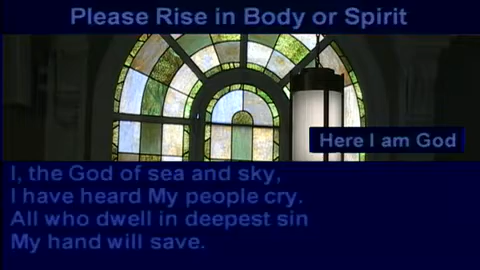 Please Rise in Body or Spirit
Here I am God
I, the God of sea and sky,
I have heard My people cry.
All who dwell in deepest sin
My hand will save.